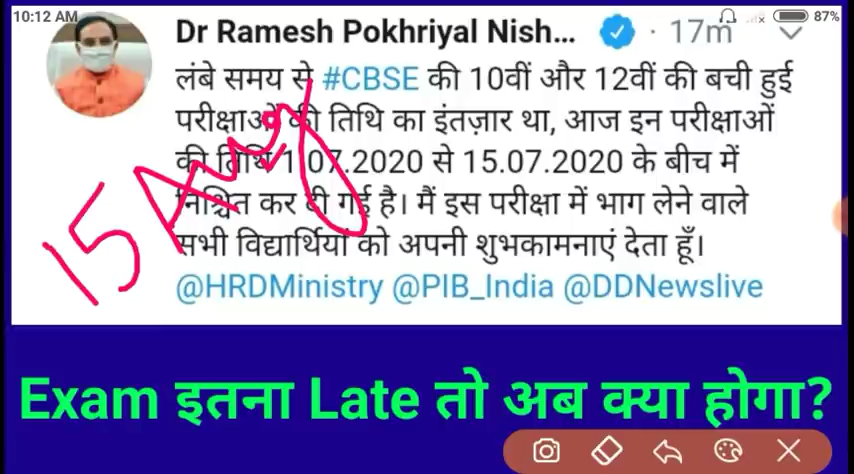 10:12 AM
87%
Dr Ramesh Pokhriyal Nish... · 17m
लंबे समय से #CBSE की 10वीं और 12वीं की बची हुई
परीक्षाओं की तिथि का इंतज़ार था, आज इन परीक्षाओं
की तिथि 1.07.2020 से 15.07.2020 के बीच में
निश्चित कर दी गई है। मैं इस परीक्षा में भाग लेने वाले
सभी विद्यार्थियों को अपनी शुभकामनाएं देता हूँ।
@HRDMinistry @PIB_India @DDNewslive
15 Aug
Exam इतना Late तो अब क्या होगा?